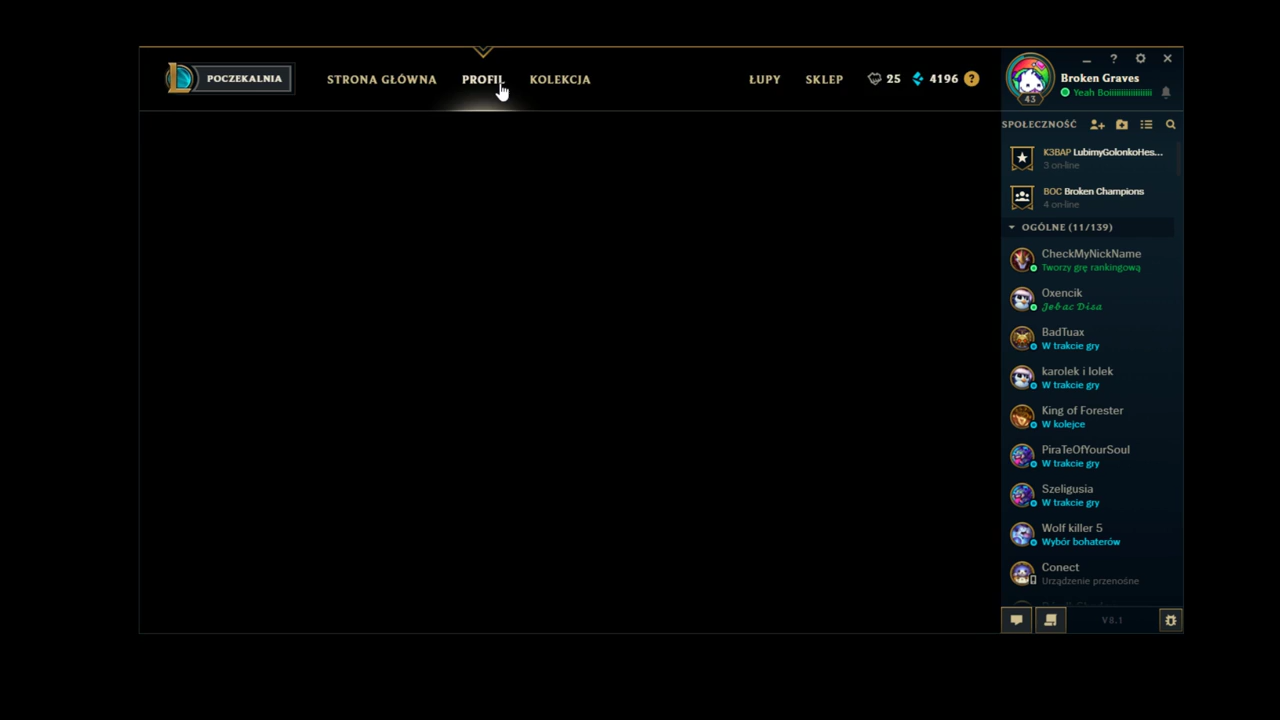 POCZEKALNIA
STRONA GŁÓWNA
PROFIL
KOLEKCJA
ŁUPY
SKLEP
25
4196
?
?
Broken Graves
43
SPOŁECZNOŚĆ
K3BAP LubimyGolonkoHes...
3 on-line
BOC Broken Champions
4 on-line
OGÓLNE (11/139)
CheckMyNickName
Tworzy grę rankingową
Oxencik
Jebac Disa
BadTuax
W trakcie gry
karolek i lolek
W trakcie gry
King of Forester
W kolejce
PiraTeOfYourSoul
W trakcie gry
Szeligusia
W trakcie gry
Wolf killer 5
Wybór bohaterów
Conect
Urządzenie przenośne
V8.1